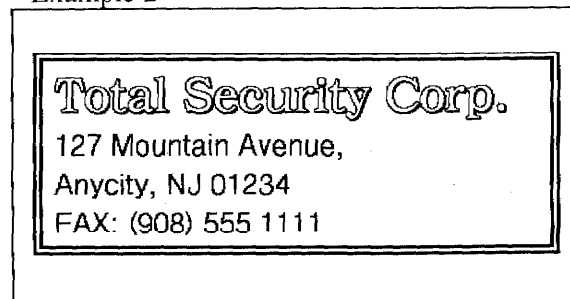 Example 2
Total Security Corp.
127 Mountain Avenue,
Anycity, NJ 01234
FAX: (908) 555 1111